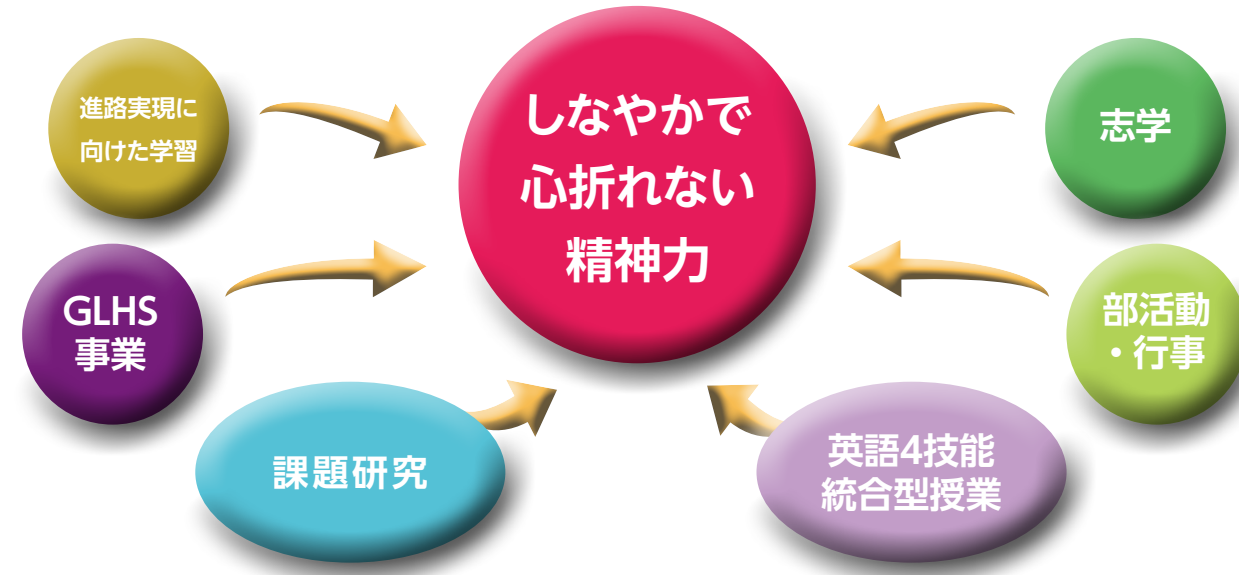 進路実現に
向けた学習
GLHS
事業
課題研究
しなやかで
心折れない
精神力
英語4技能
統合型授業
志学
部活動
・行事